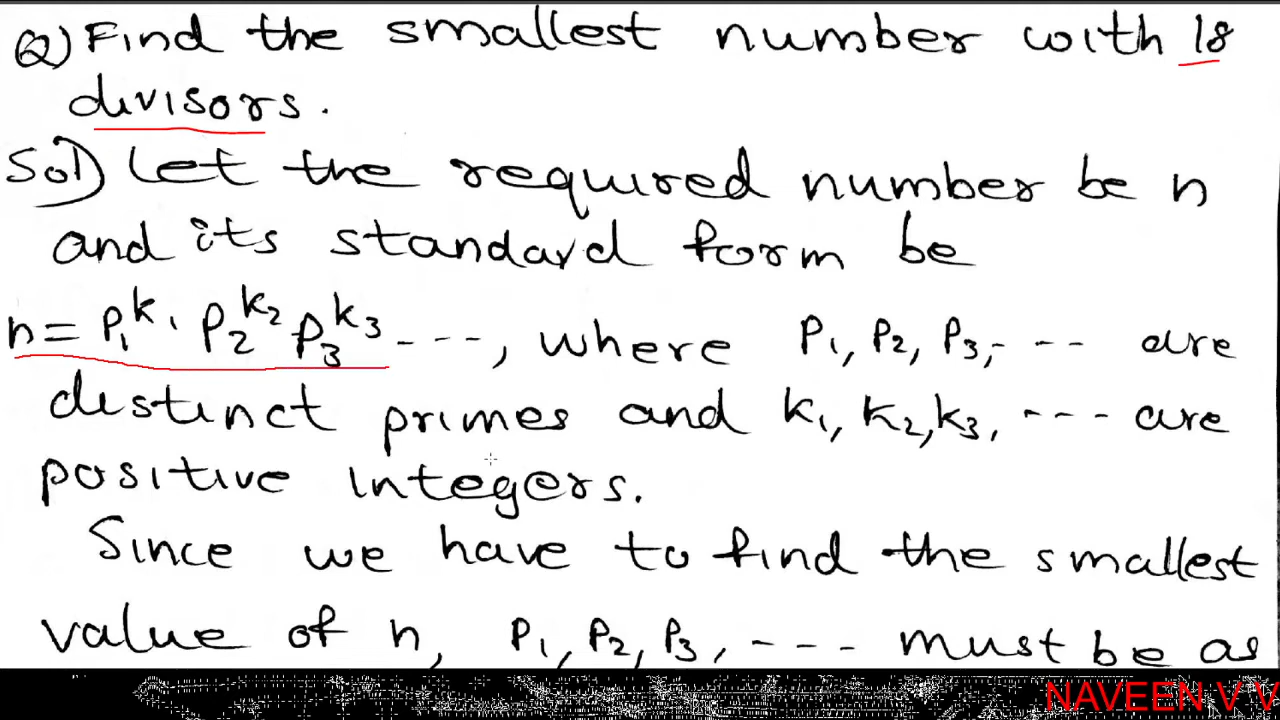 Q) Find the smallest number with 18
divisors.
Sol) Let the required number be n
and its standard form be
n = p₁^k₁ p₂^k₂ p₃^k₃ ----, where p₁, p₂, p₃, --- are
distinct primes and k₁, k₂, k₃, --- are
positive integers.
Since we have to find the smallest
value of n, p₁, p₂, p₃, ---- must be as
NAVEEN V V